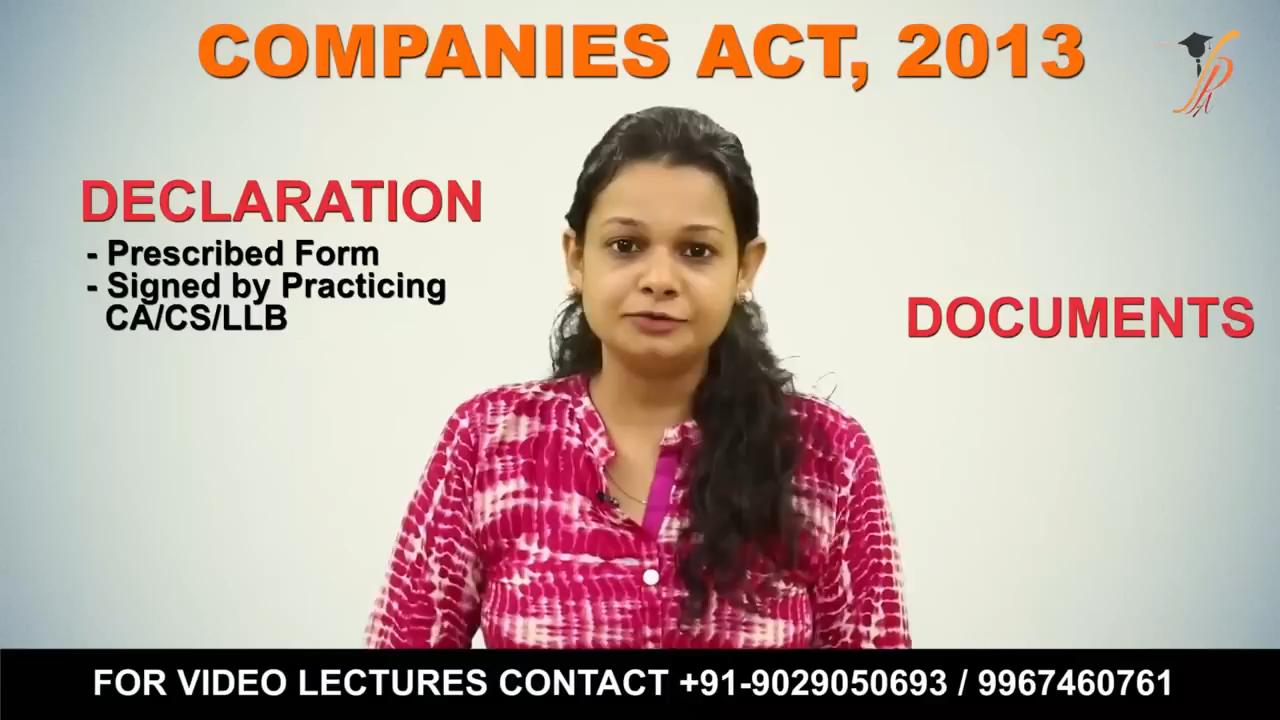 COMPANIES ACT, 2013
DECLARATION
- Prescribed Form
- Signed by Practicing
CA/CS/LLB
DOCUMENTS
FOR VIDEO LECTURES CONTACT +91-9029050693 / 9967460761